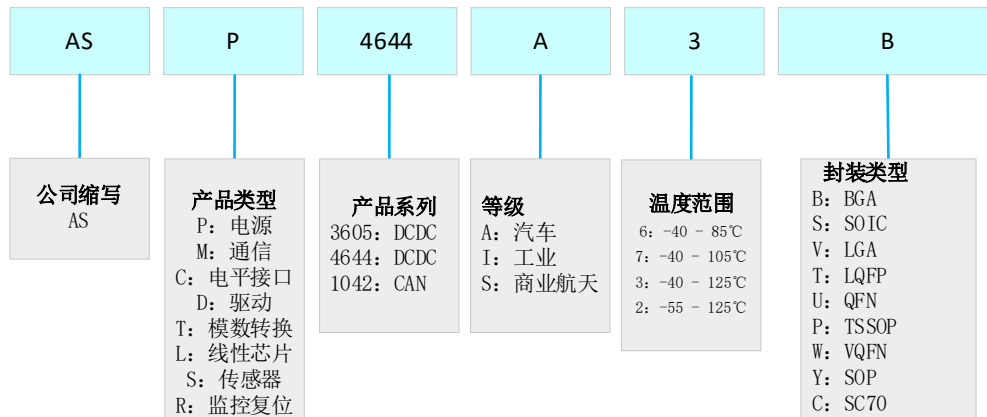 AS
P
4644
A
3
B
公司缩写
AS
产品类型
P: 电源
M: 通信
C: 电平接口
D: 驱动
T: 模数转换
L: 线性芯片
S: 传感器
R: 监控复位
产品系列
3605: DCDC
4644: DCDC
1042: CAN
等级
A: 汽车
I: 工业
S: 商业航天
温度范围
6: -40 - 85℃
7: -40 - 105℃
3: -40 - 125℃
2: -55 - 125℃
封装类型
B: BGA
S: SOIC
V: LGA
T: LQFP
U: QFN
P: TSSOP
W: VQFN
Y: SOP
C: SC70